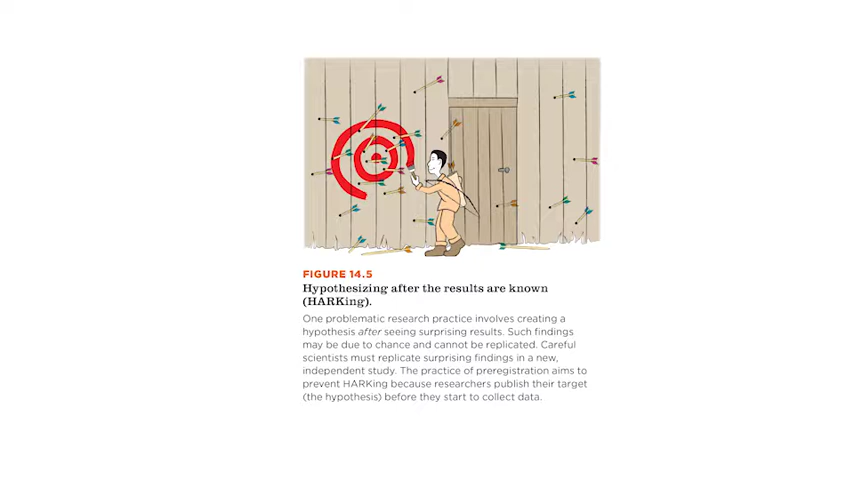 FIGURE 14.5
Hypothesizing after the results are known
(HARKing).
One problematic research practice involves creating a
hypothesis after seeing surprising results. Such findings
may be due to chance and cannot be replicated. Careful
scientists must replicate surprising findings in a new,
independent study. The practice of preregistration aims to
prevent HARKing because researchers publish their target
(the hypothesis) before they start to collect data.